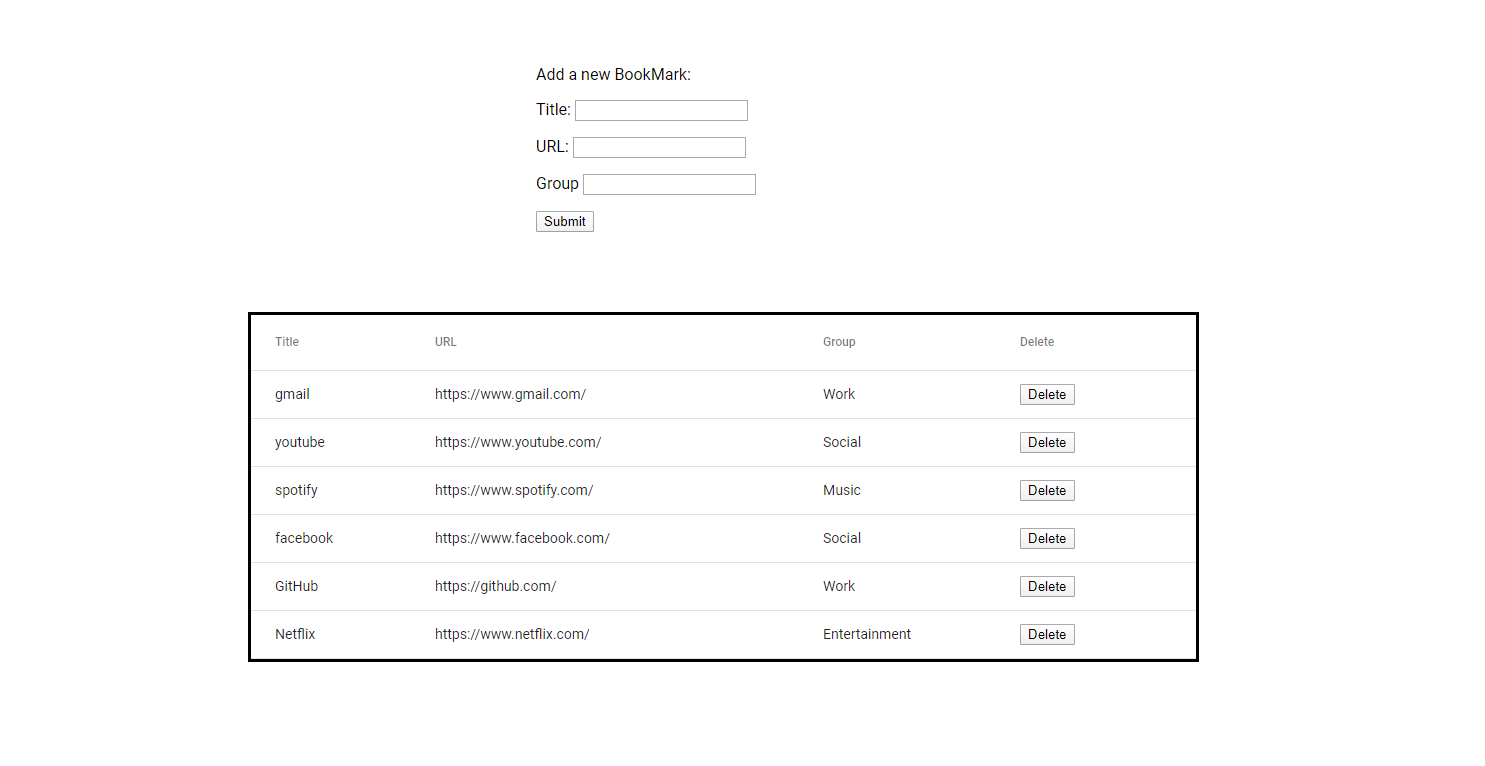 Add a new BookMark:
Title:
URL:
Group
Submit
Title URL Group Delete
gmail https://www.gmail.com/ Work Delete
youtube https://www.youtube.com/ Social Delete
spotify https://www.spotify.com/ Music Delete
facebook https://www.facebook.com/ Social Delete
GitHub https://github.com/ Work Delete
Netflix https://www.netflix.com/ Entertainment Delete